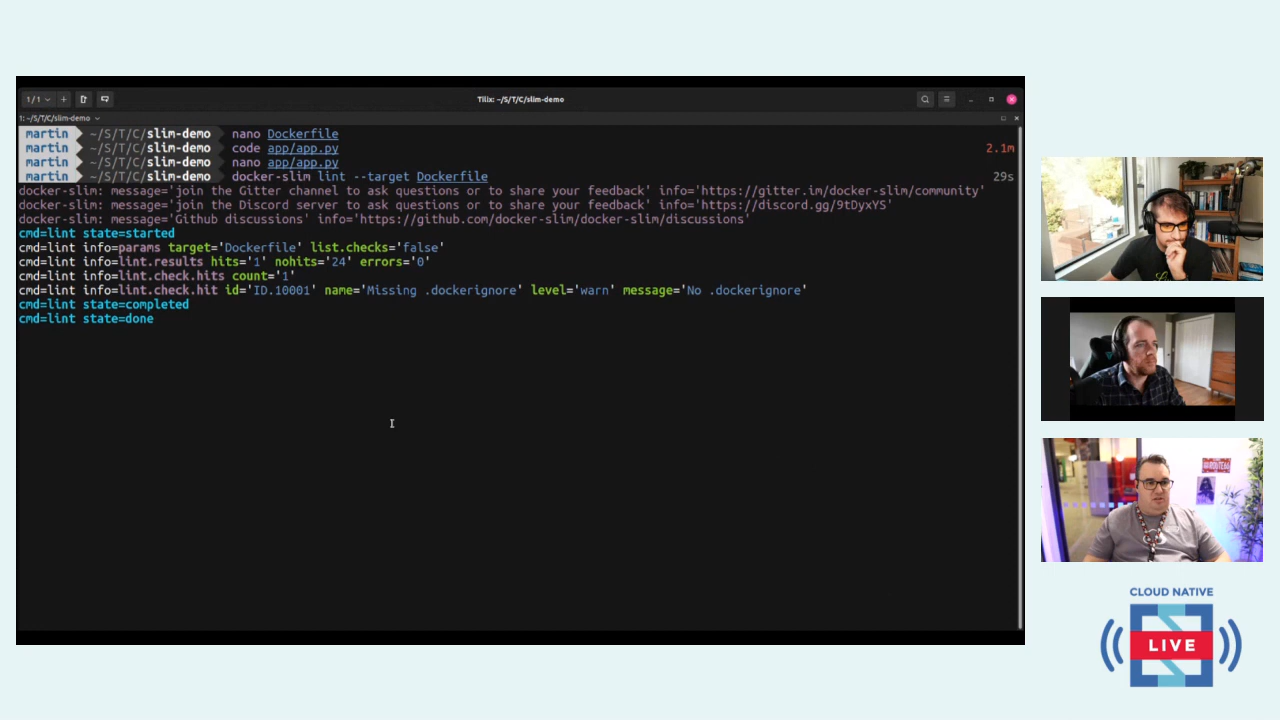 1/1
Tilix: ~/S/T/C/slim-demo
1: ~/S/T/C/slim-demo
martin ~/S/T/C/slim-demo nano Dockerfile
martin ~/S/T/C/slim-demo code app/app.py 2.1m
martin ~/S/T/C/slim-demo nano app/app.py
martin ~/S/T/C/slim-demo docker-slim lint --target Dockerfile 29s
docker-slim: message='join the Gitter channel to ask questions or to share your feedback' info='https://gitter.im/docker-slim/community'
docker-slim: message='join the Discord server to ask questions or to share your feedback' info='https://discord.gg/9tDyxYS'
docker-slim: message='Github discussions' info='https://github.com/docker-slim/docker-slim/discussions'
cmd=lint state=started
cmd=lint info=params target='Dockerfile' list.checks='false'
cmd=lint info=lint.results hits='1' nohits='24' errors='0'
cmd=lint info=lint.check.hits count='1'
cmd=lint info=lint.check.hit id='ID.10001' name='Missing .dockerignore' level='warn' message='No .dockerignore'
cmd=lint state=completed
cmd=lint state=done
CLOUD NATIVE
LIVE